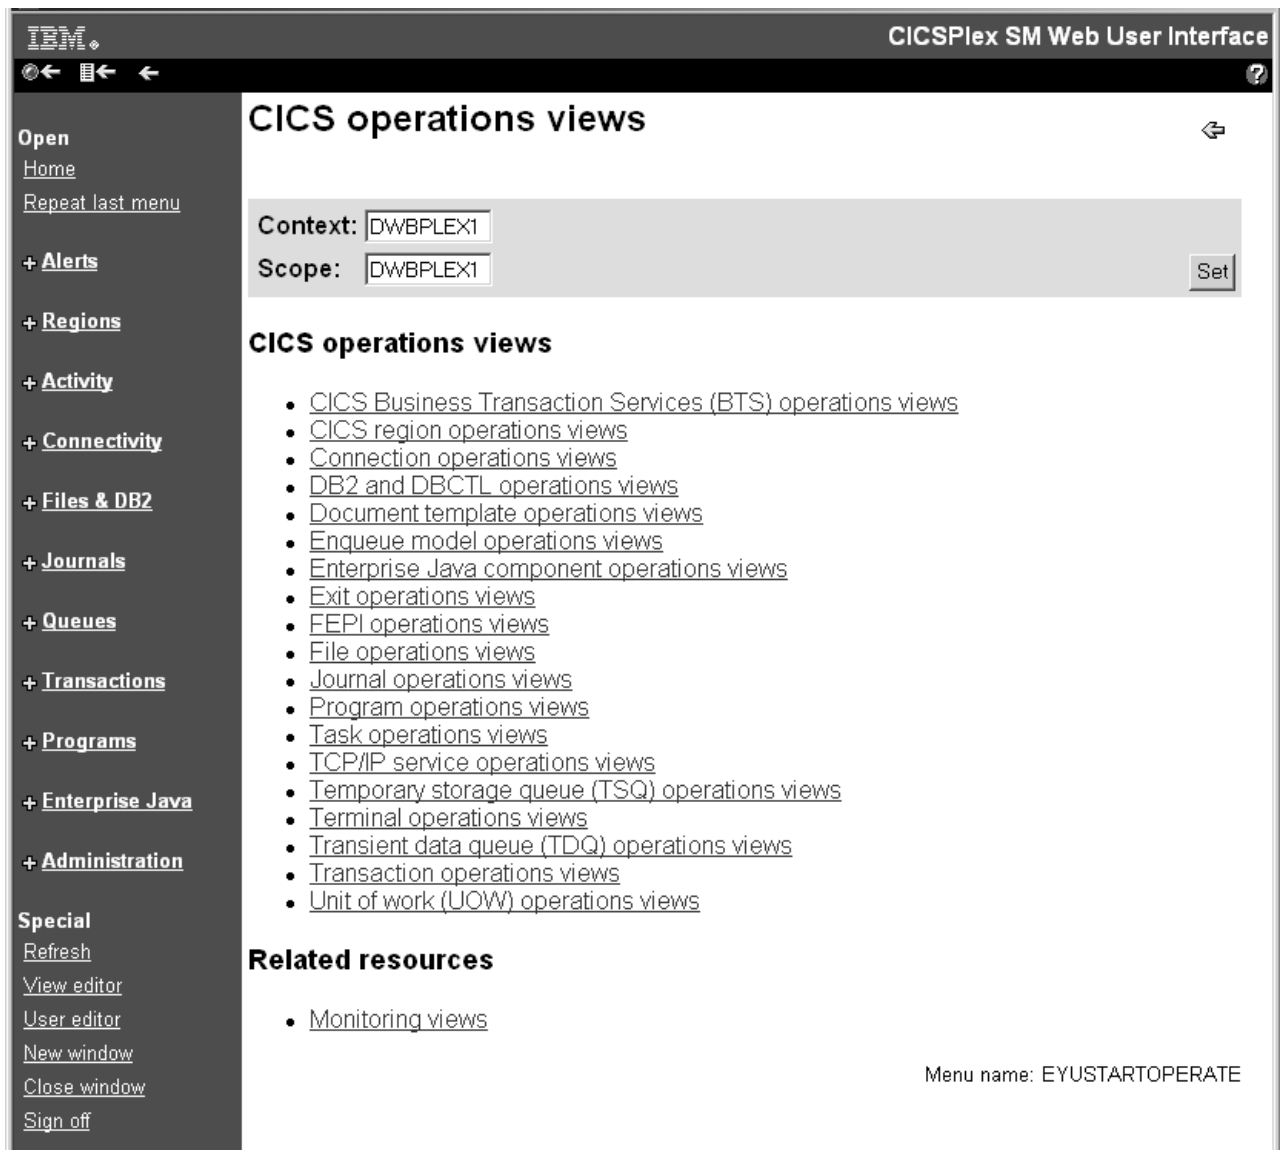 IBM.
CICSPlex SM Web User Interface
?
Open
Home
Repeat last menu
+ Alerts
+ Regions
+ Activity
+ Connectivity
+ Files & DB2
+ Journals
+ Queues
+ Transactions
+ Programs
+ Enterprise Java
+ Administration
Special
Refresh
View editor
User editor
New window
Close window
Sign off
CICS operations views
Context: DWBPLEX1
Scope: DWBPLEX1
Set
CICS operations views
• CICS Business Transaction Services (BTS) operations views
• CICS region operations views
• Connection operations views
• DB2 and DBCTL operations views
• Document template operations views
• Enqueue model operations views
• Enterprise Java component operations views
• Exit operations views
• FEPI operations views
• File operations views
• Journal operations views
• Program operations views
• Task operations views
• TCP/IP service operations views
• Temporary storage queue (TSQ) operations views
• Terminal operations views
• Transient data queue (TDQ) operations views
• Transaction operations views
• Unit of work (UOW) operations views
Related resources
• Monitoring views
Menu name: EYUSTARTOPERATE